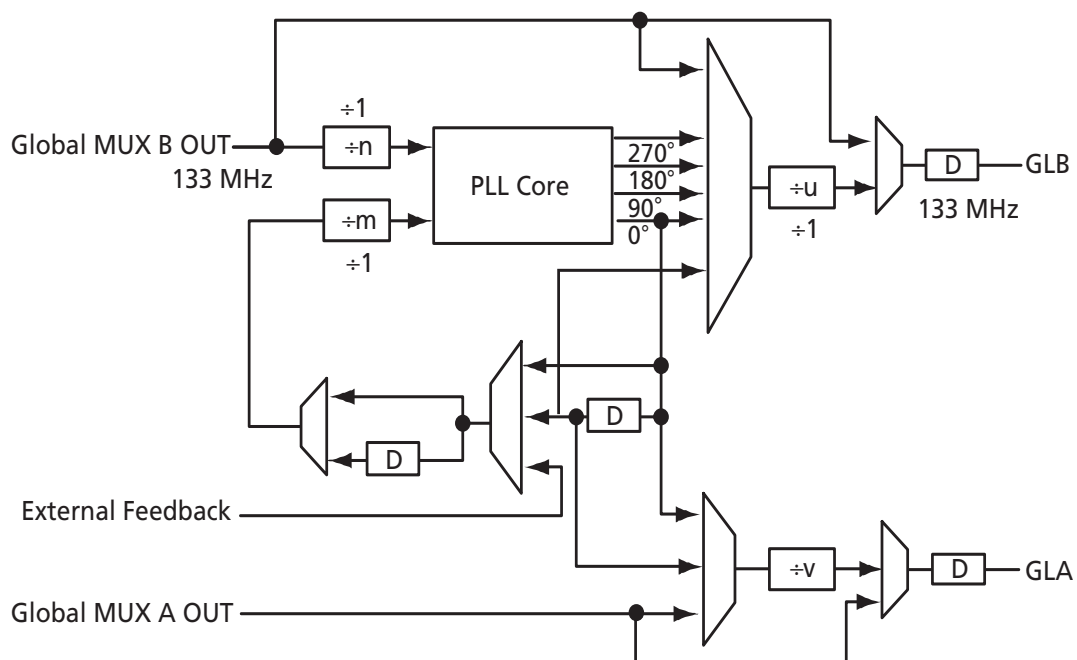 ÷1
Global MUX B OUT
÷n
133 MHz
PLL Core
270°
180°
90°
0°
÷u
÷1
D
GLB
133 MHz
÷m
÷1
D
D
External Feedback
÷v
D
GLA
Global MUX A OUT